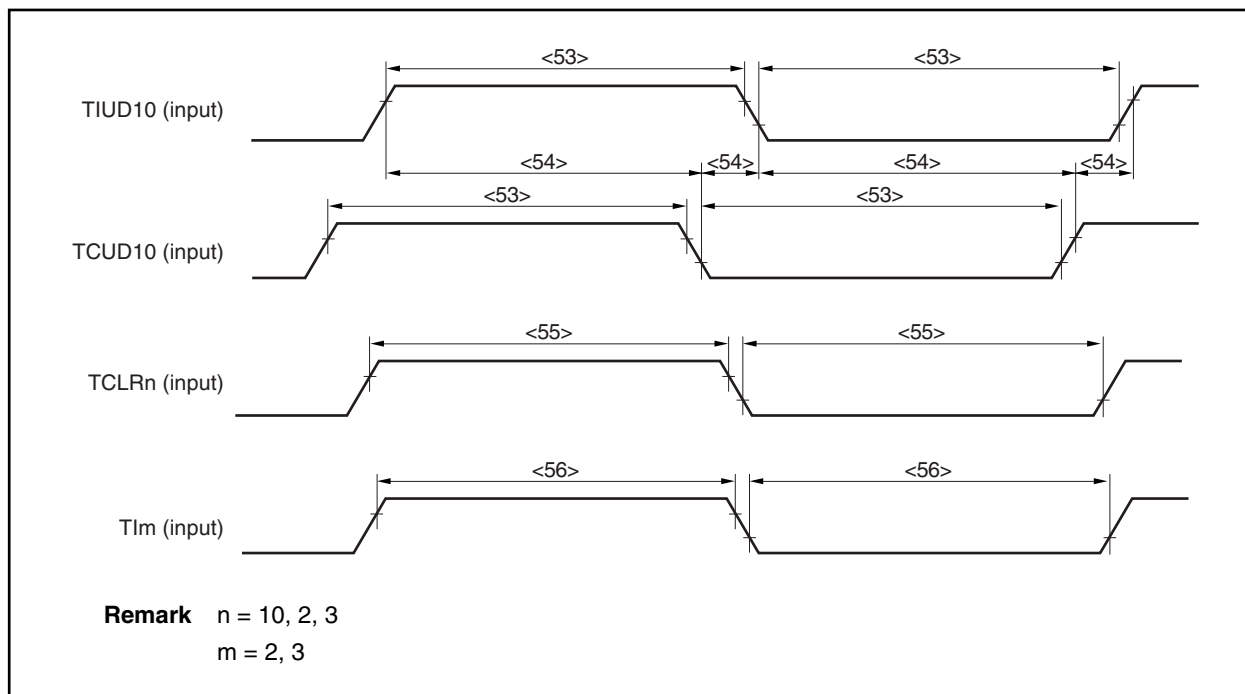 <53> <53>
TIUD10 (input)
<54> <54> <54> <54>
<53> <53>
TCUD10 (input)
<55> <55>
TCLRn (input)
<56> <56>
TIm (input)
Remark n = 10, 2, 3
m = 2, 3